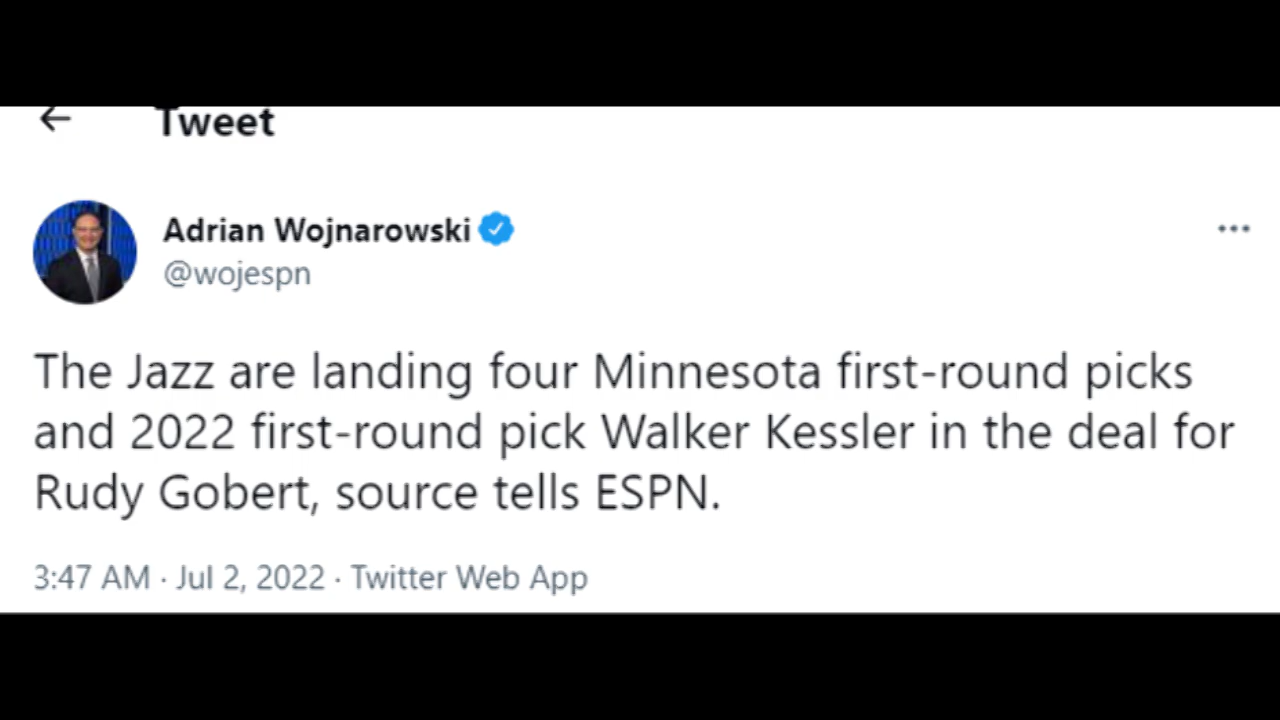 Tweet
Adrian Wojnarowski
@wojespn
The Jazz are landing four Minnesota first-round picks
and 2022 first-round pick Walker Kessler in the deal for
Rudy Gobert, source tells ESPN.
3:47 AM · Jul 2, 2022 · Twitter Web App